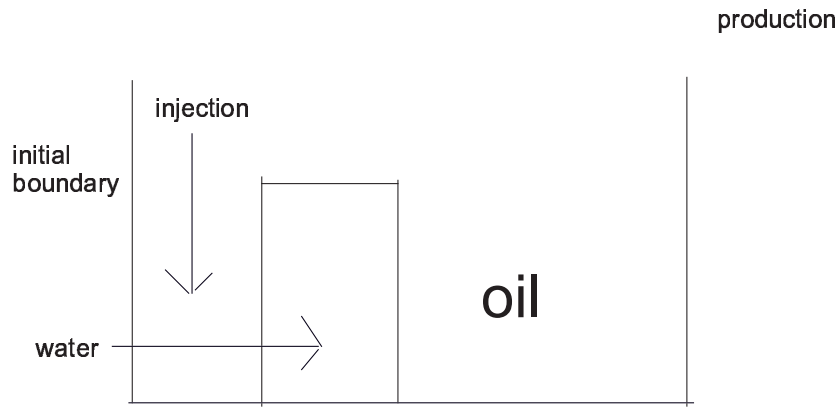 production
injection
initial
boundary
oil
water